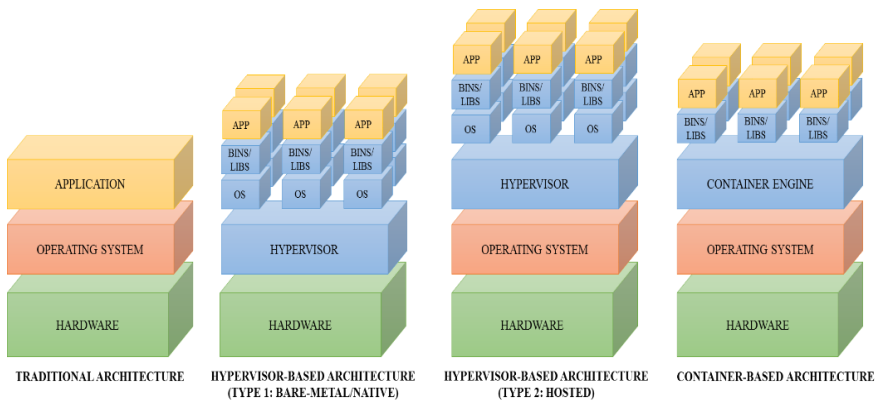 APPLICATION
OPERATING SYSTEM
HARDWARE
TRADITIONAL ARCHITECTURE
APP APP APP
BINS/ BINS/ BINS/
LIBS LIBS LIBS
OS OS OS
HYPERVISOR
HARDWARE
HYPERVISOR-BASED ARCHITECTURE
(TYPE 1: BARE-METAL/NATIVE)
APP APP APP
BINS/ BINS/ BINS/
LIBS LIBS LIBS
OS OS OS
HYPERVISOR
OPERATING SYSTEM
HARDWARE
HYPERVISOR-BASED ARCHITECTURE
(TYPE 2: HOSTED)
APP APP APP
BINS/ BINS/ BINS/
LIBS LIBS LIBS
CONTAINER ENGINE
OPERATING SYSTEM
HARDWARE
CONTAINER-BASED ARCHITECTURE